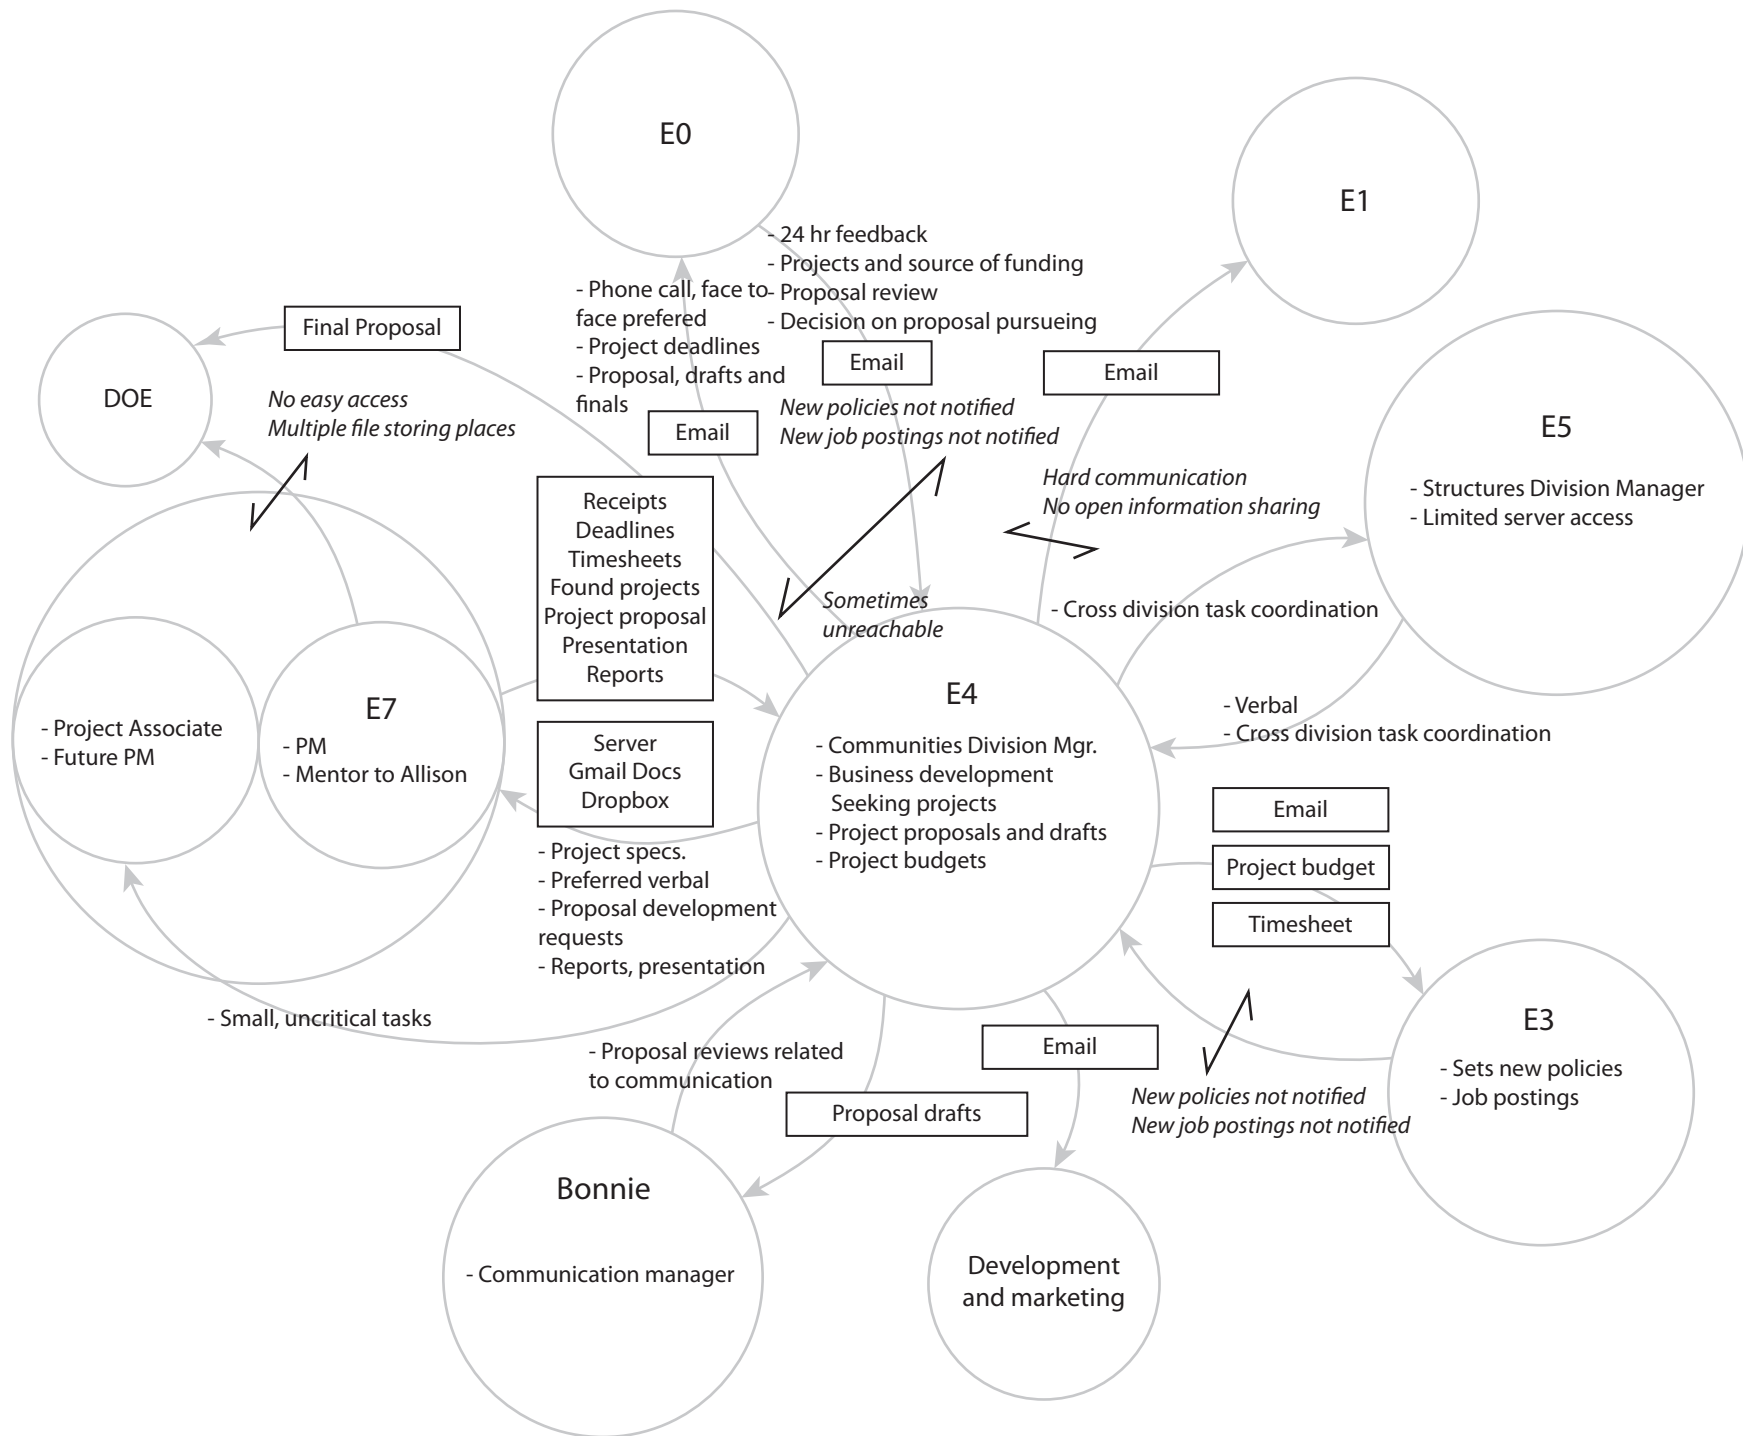 E0
E1
- 24 hr feedback
- Projects and source of funding
- Proposal review
- Decision on proposal pursueing
- Phone call, face to
face prefered
- Project deadlines
- Proposal, drafts and
finals
Final Proposal
Email
Email
Email
DOE
No easy access
Multiple file storing places
New policies not notified
New job postings not notified
E5
- Structures Division Manager
- Limited server access
Hard communication
No open information sharing
Receipts
Deadlines
Timesheets
Found projects
Project proposal
Presentation
Reports
Sometimes
unreachable
- Cross division task coordination
E7
- PM
- Mentor to Allison
- Project Associate
- Future PM
E4
- Communities Division Mgr.
- Business development
Seeking projects
- Project proposals and drafts
- Project budgets
- Verbal
- Cross division task coordination
Server
Gmail Docs
Dropbox
Email
Project budget
Timesheet
- Project specs.
- Preferred verbal
- Proposal development
requests
- Reports, presentation
- Small, uncritical tasks
E3
- Sets new policies
- Job postings
- Proposal reviews related
to communication
Email
Proposal drafts
New policies not notified
New job postings not notified
Bonnie
- Communication manager
Development
and marketing